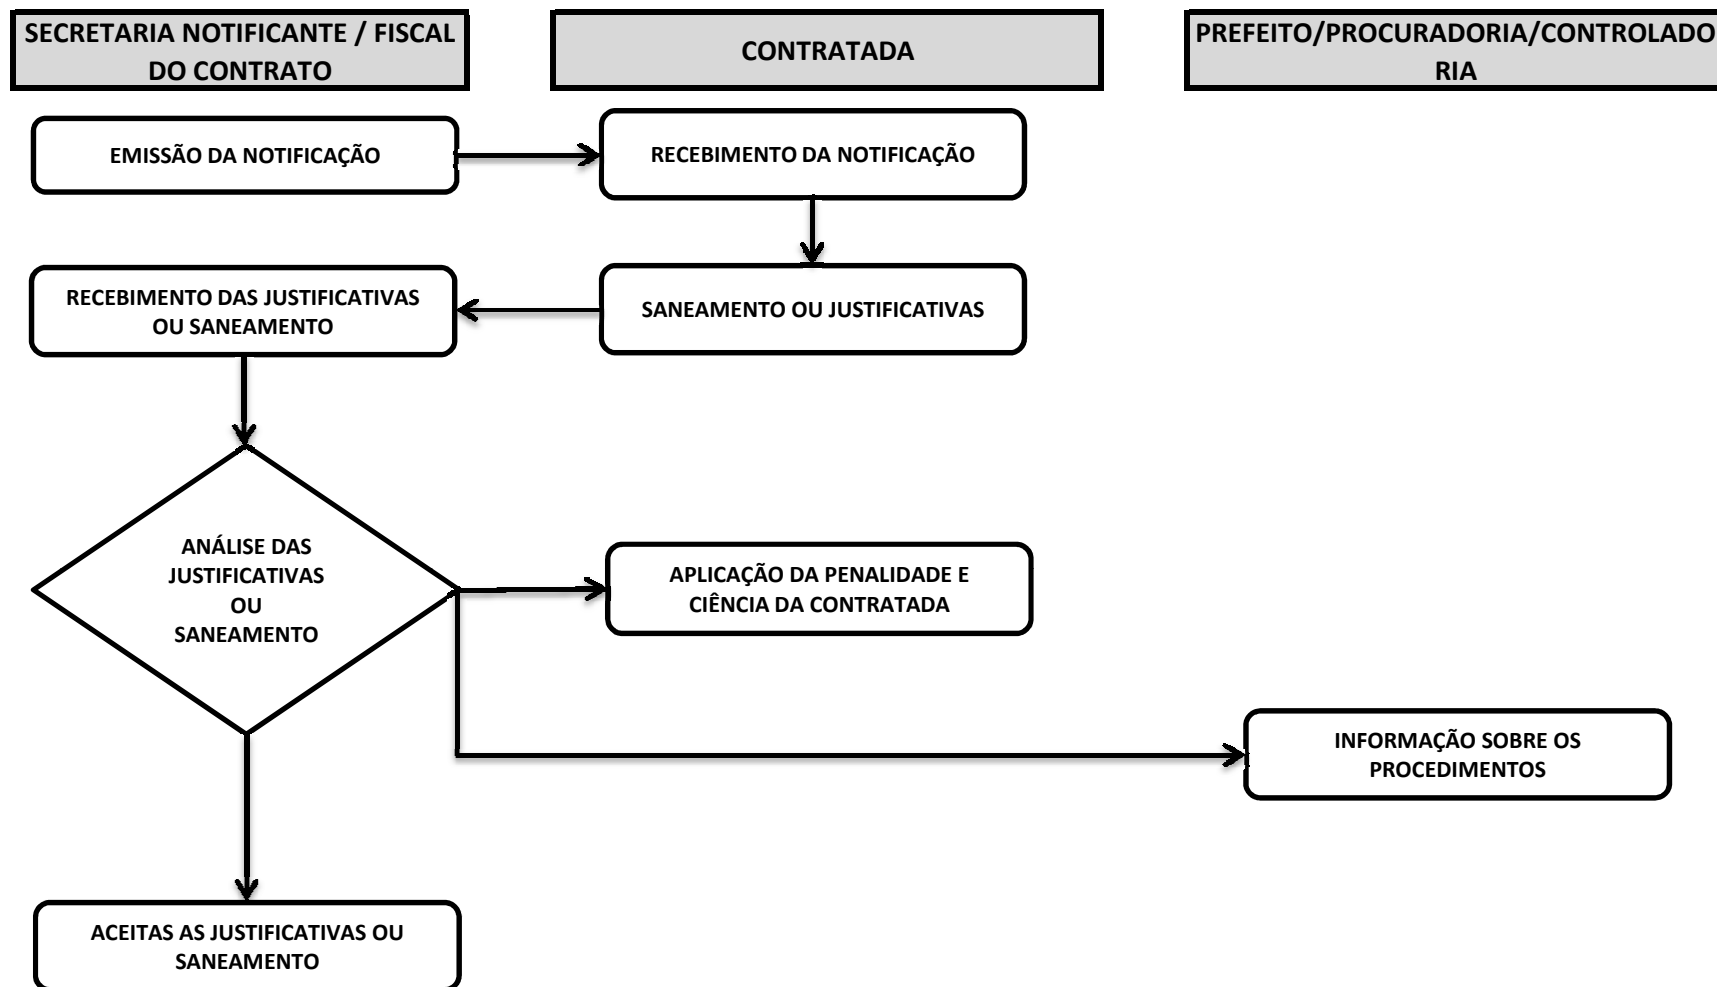 SECRETARIA NOTIFICANTE / FISCAL
DO CONTRATO
CONTRATADA
PREFEITO/PROCURADORIA/CONTROLADO
RIA
EMISSÃO DA NOTIFICAÇÃO
RECEBIMENTO DA NOTIFICAÇÃO
RECEBIMENTO DAS JUSTIFICATIVAS
OU SANEAMENTO
SANEAMENTO OU JUSTIFICATIVAS
ANÁLISE DAS
JUSTIFICATIVAS
OU
SANEAMENTO
APLICAÇÃO DA PENALIDADE E
CIÊNCIA DA CONTRATADA
INFORMAÇÃO SOBRE OS
PROCEDIMENTOS
ACEITAS AS JUSTIFICATIVAS OU
SANEAMENTO